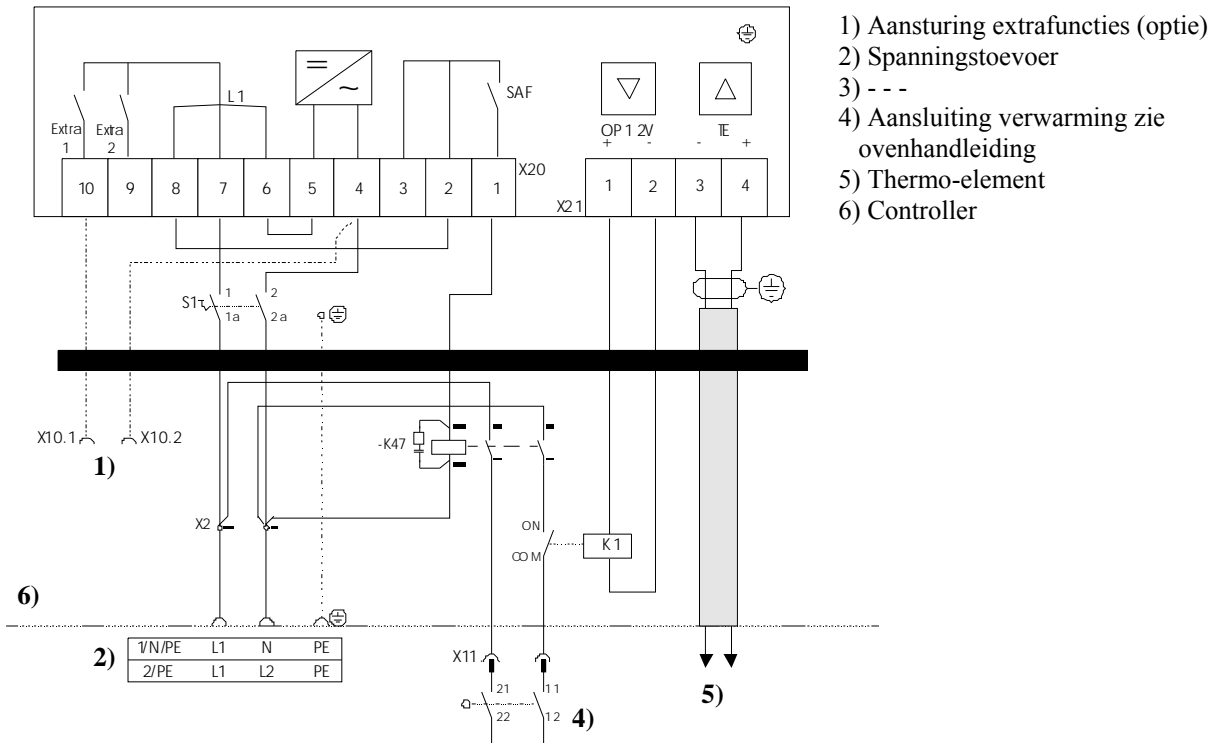 1) Aansturing extrafuncties (optie)
2) Spanningstoevoer
3) - - -
4) Aansluiting verwarming zie
ovenhandleiding
5) Thermo-element
6) Controller
= ~
L1
SAF
Extra 1
Extra 2
OP1 2V
+ -
TE
- +
X20
10 9 8 7 6 5 4 3 2 1
X21
1 2 3 4
S1
1 2
1a 2a
X10.1 X10.2
1)
-K47
X2
ON
COM
K1
6)
2)
1/N/PE L1 N PE
2/PE L1 L2 PE
X11
21 11
22 12
4)
5)